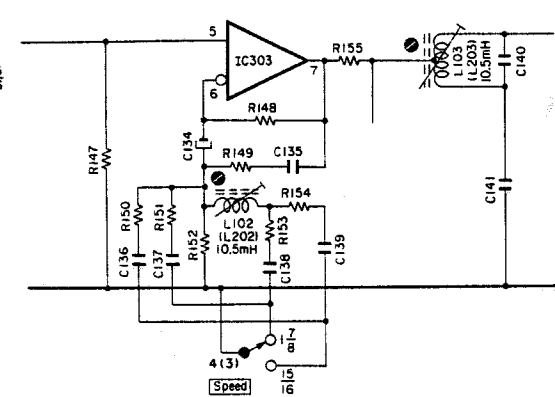 5
IC303
6
7
R155
L103
(L203)
10.5mH
C140
R148
C134
R149
C135
R147
R154
L102
(L202)
10.5mH
R150
R151
R152
R153
C136
C137
C138
C139
C141
1 7/8
4(3)
Speed
15/16